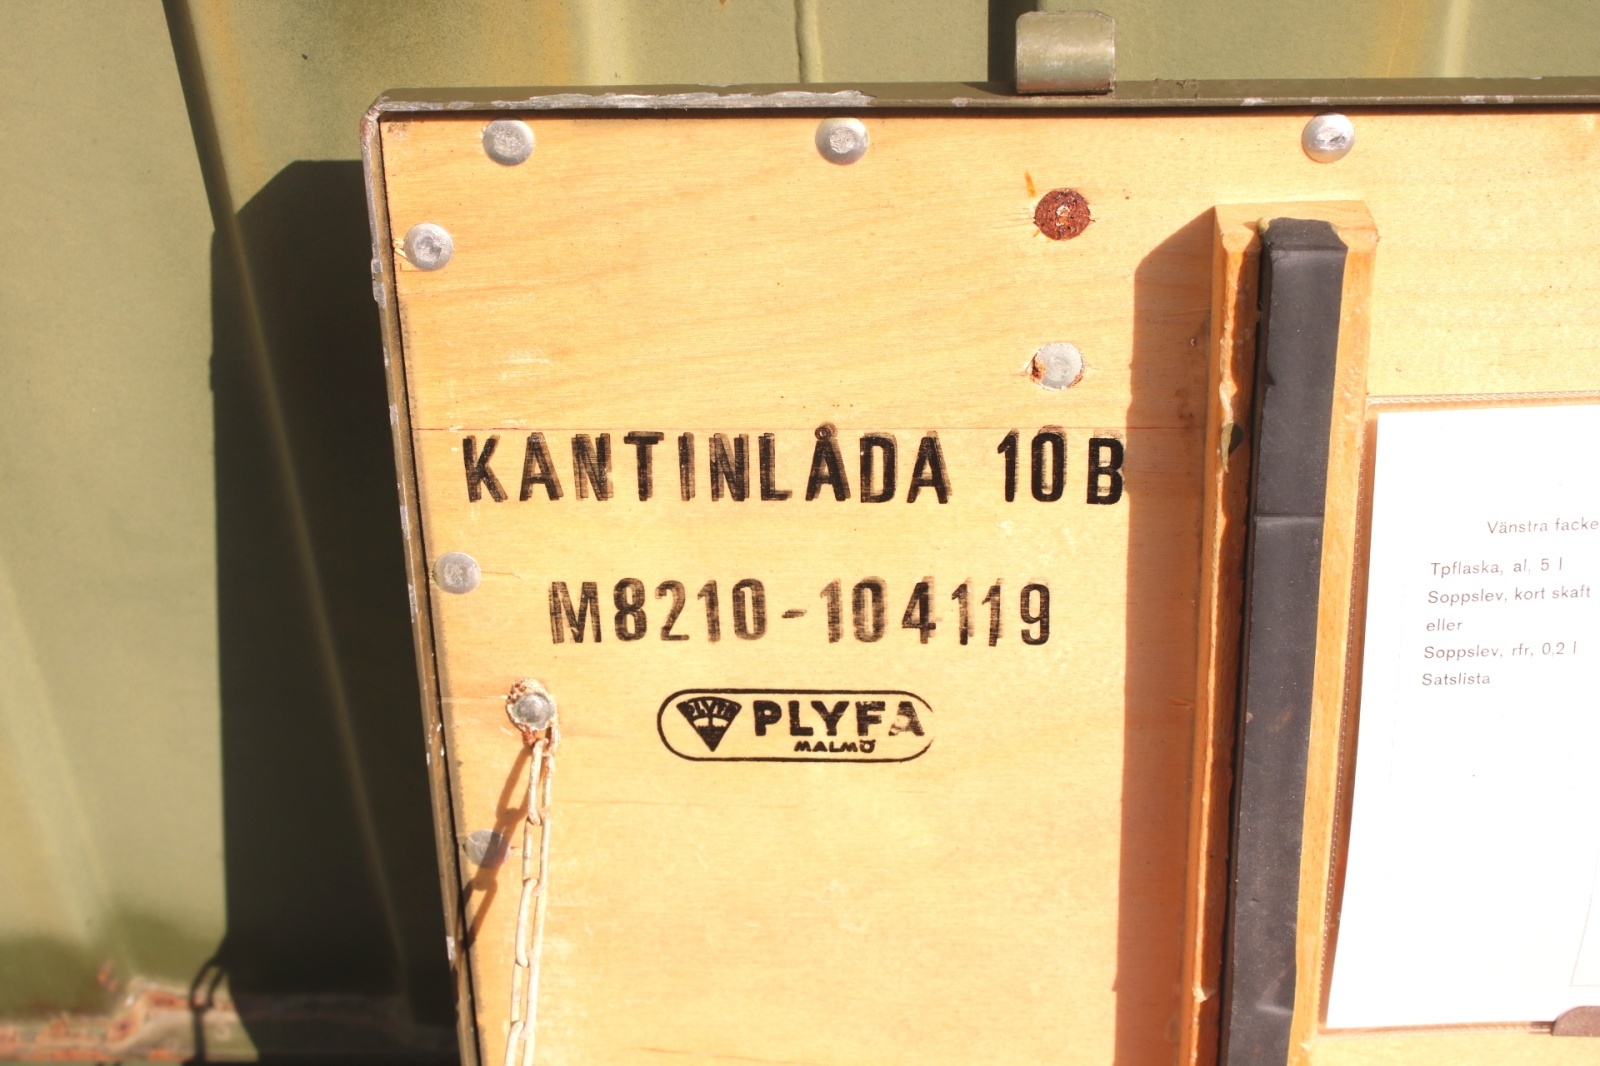 KANTINLÅDA 10B
M8210-104119
PLYFA
PLYFA
MALMÖ
Vänstra facke
Tpflaska, al, 5 l
Soppslev, kort skaft
eller
Soppslev, rfr, 0,2 l
Satslista